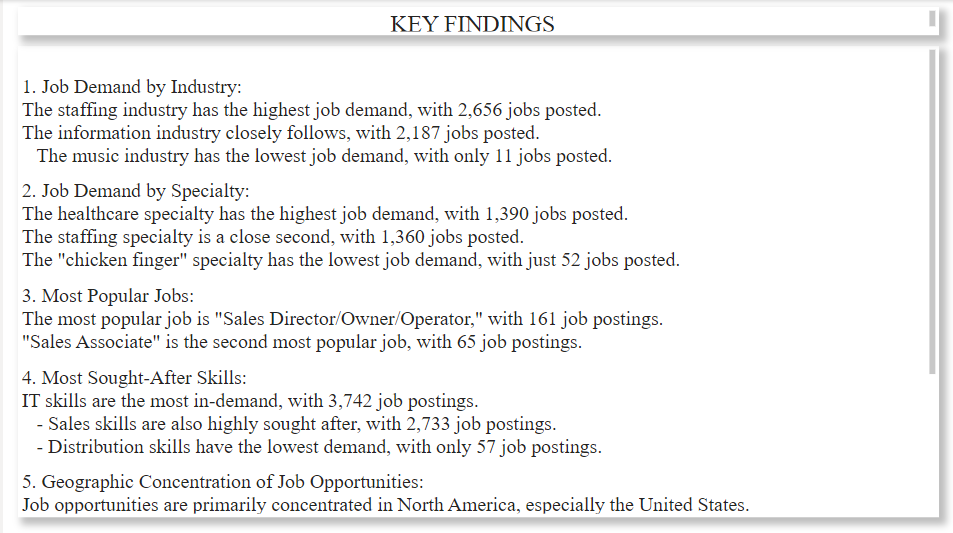 KEY FINDINGS
1. Job Demand by Industry:
The staffing industry has the highest job demand, with 2,656 jobs posted.
The information industry closely follows, with 2,187 jobs posted.
The music industry has the lowest job demand, with only 11 jobs posted.
2. Job Demand by Specialty:
The healthcare specialty has the highest job demand, with 1,390 jobs posted.
The staffing specialty is a close second, with 1,360 jobs posted.
The "chicken finger" specialty has the lowest job demand, with just 52 jobs posted.
3. Most Popular Jobs:
The most popular job is "Sales Director/Owner/Operator," with 161 job postings.
"Sales Associate" is the second most popular job, with 65 job postings.
4. Most Sought-After Skills:
IT skills are the most in-demand, with 3,742 job postings.
- Sales skills are also highly sought after, with 2,733 job postings.
- Distribution skills have the lowest demand, with only 57 job postings.
5. Geographic Concentration of Job Opportunities:
Job opportunities are primarily concentrated in North America, especially the United States.